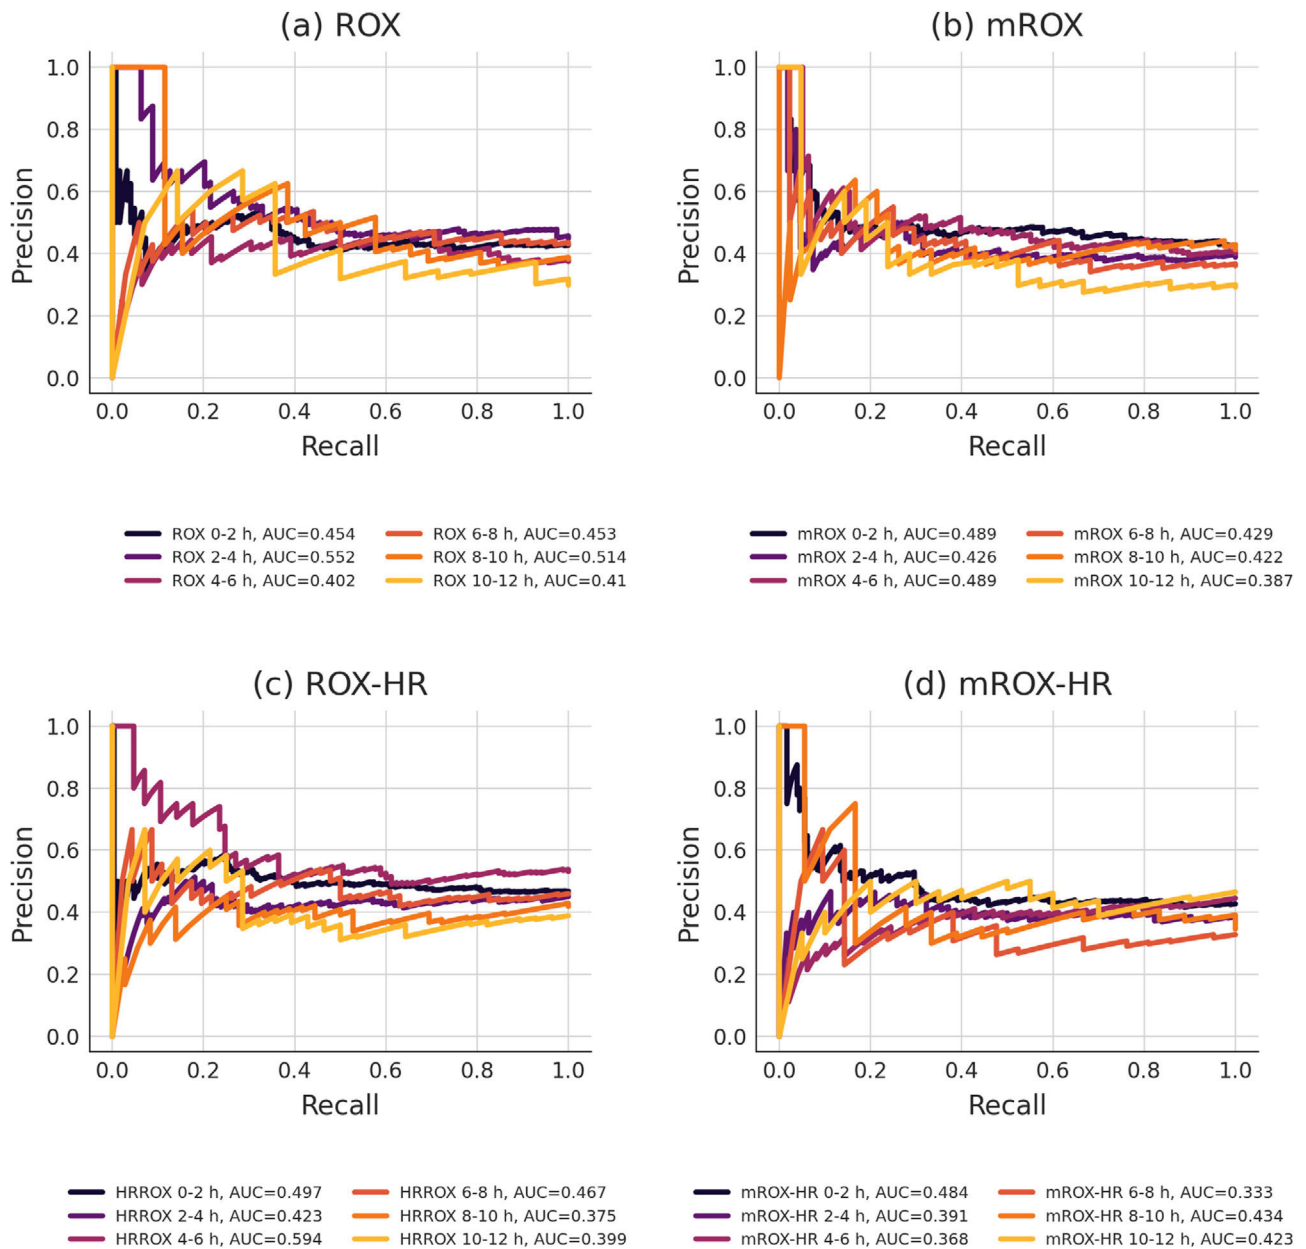 (a) ROX
(b) mROX
1.0
0.8
0.6
0.4
0.2
0.0
Precision
0.0 0.2 0.4 0.6 0.8 1.0
Recall
1.0
0.8
0.6
0.4
0.2
0.0
Precision
0.0 0.2 0.4 0.6 0.8 1.0
Recall
ROX 0-2 h, AUC=0.454
ROX 2-4 h, AUC=0.552
ROX 4-6 h, AUC=0.402
ROX 6-8 h, AUC=0.453
ROX 8-10 h, AUC=0.514
ROX 10-12 h, AUC=0.41
mROX 0-2 h, AUC=0.489
mROX 2-4 h, AUC=0.426
mROX 4-6 h, AUC=0.489
mROX 6-8 h, AUC=0.429
mROX 8-10 h, AUC=0.422
mROX 10-12 h, AUC=0.387
(c) ROX-HR
(d) mROX-HR
1.0
0.8
0.6
0.4
0.2
0.0
Precision
0.0 0.2 0.4 0.6 0.8 1.0
Recall
1.0
0.8
0.6
0.4
0.2
0.0
Precision
0.0 0.2 0.4 0.6 0.8 1.0
Recall
HRROX 0-2 h, AUC=0.497
HRROX 2-4 h, AUC=0.423
HRROX 4-6 h, AUC=0.594
HRROX 6-8 h, AUC=0.467
HRROX 8-10 h, AUC=0.375
HRROX 10-12 h, AUC=0.399
mROX-HR 0-2 h, AUC=0.484
mROX-HR 2-4 h, AUC=0.391
mROX-HR 4-6 h, AUC=0.368
mROX-HR 6-8 h, AUC=0.333
mROX-HR 8-10 h, AUC=0.434
mROX-HR 10-12 h, AUC=0.423